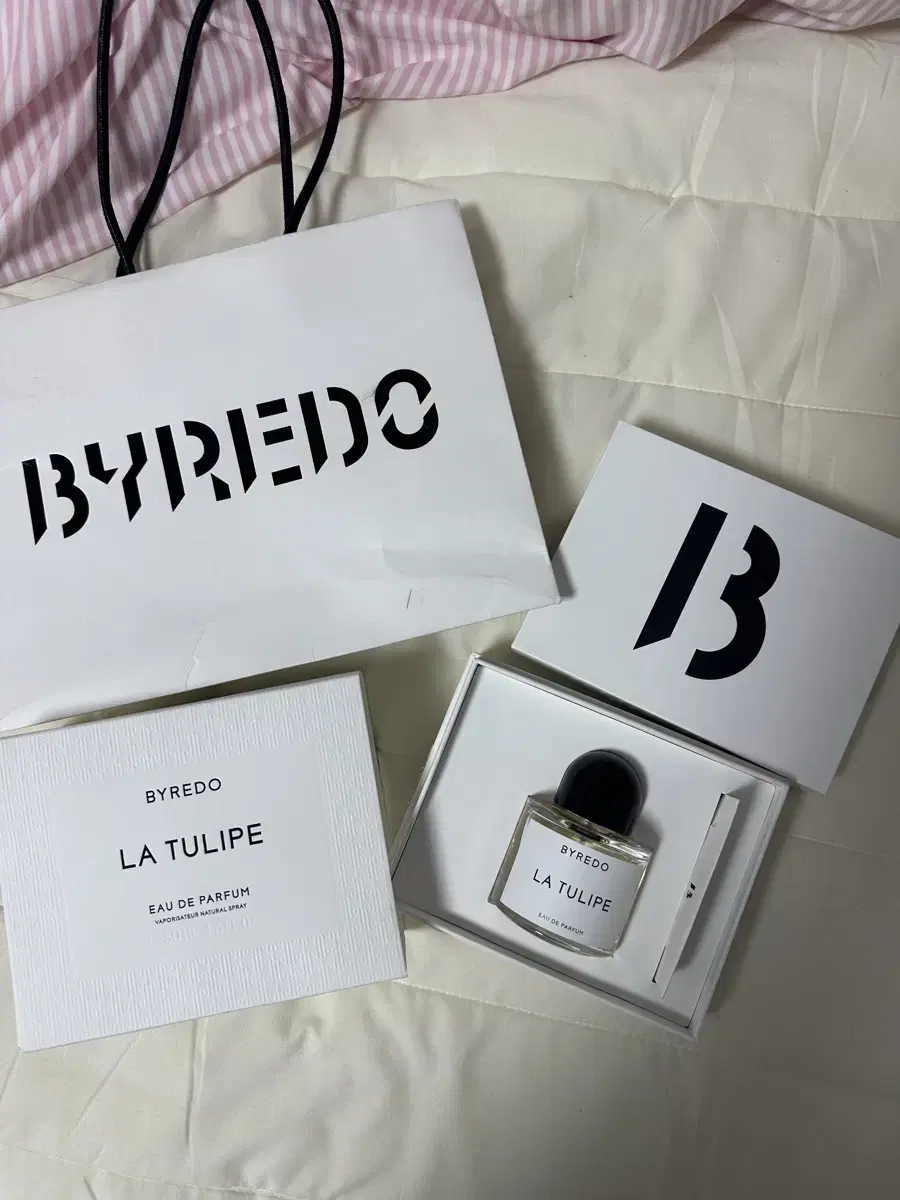 BYREDO
B
BYREDO
LA TULIPE
EAU DE PARFUM
VAPORISATEUR NATURAL SPRAY
BYREDO
LA TULIPE
EAU DE PARFUM